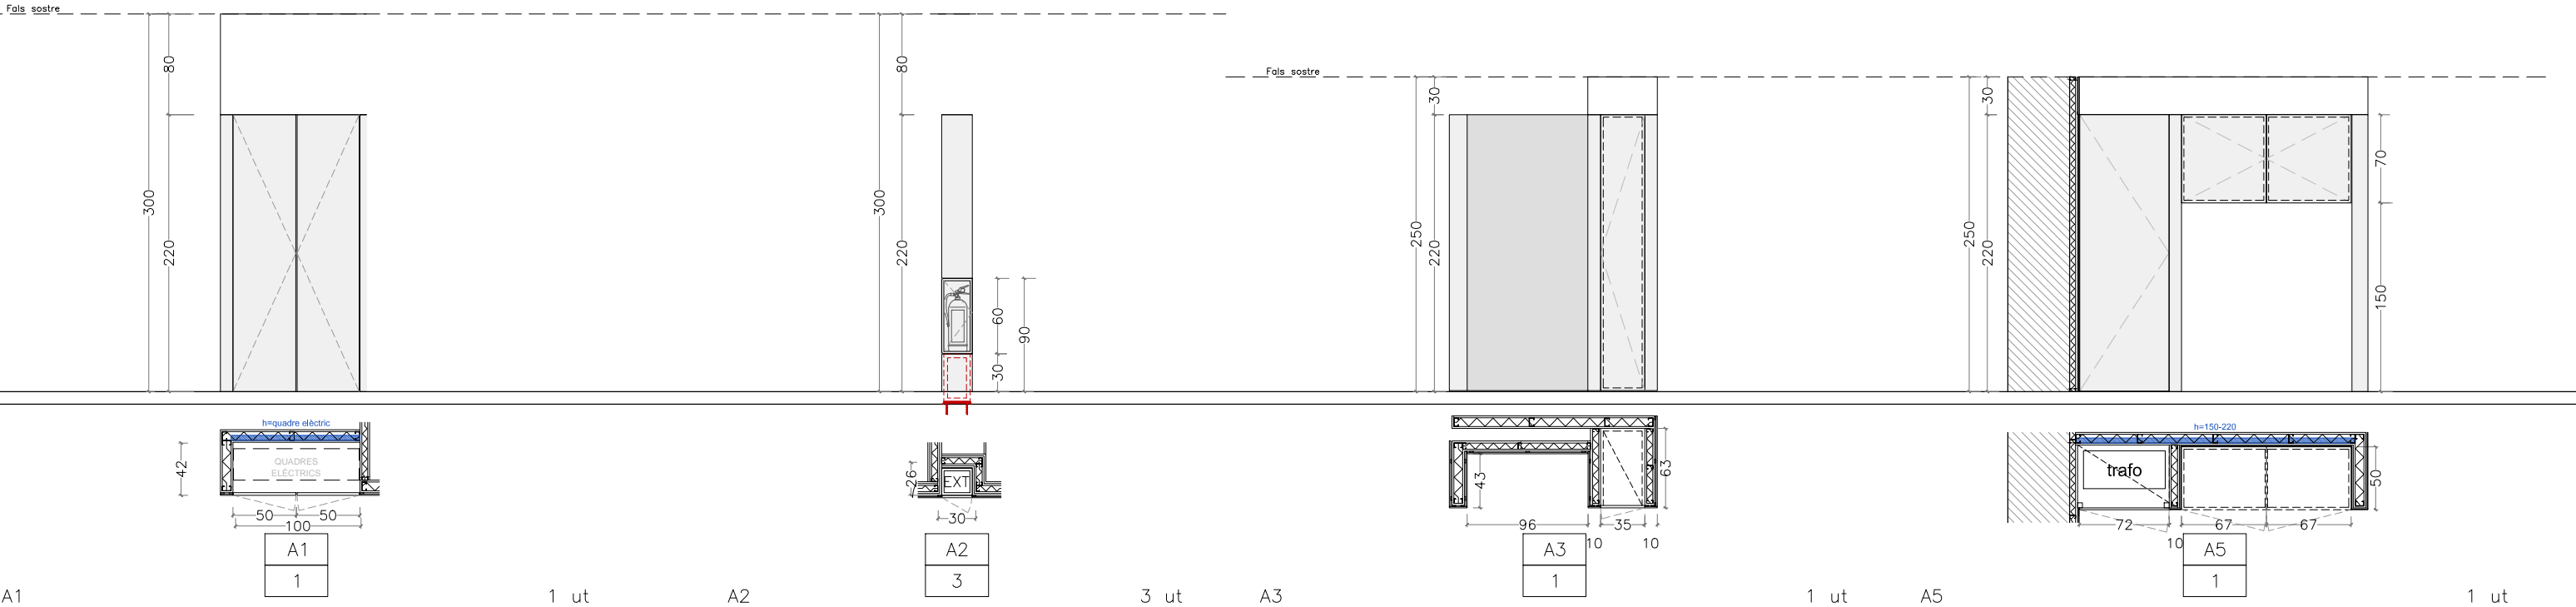 Fals sostre
80
300
220
h=quadre elèctric
42
QUADRES
ELÈCTRICS
50
50
100
A1
1
A1
1 ut
80
300
220
60
90
30
26
EXT
30
A2
3
A2
3 ut
Fals sostre
30
250
220
43
63
96
35
10
10
A3
1
A3
1 ut
30
250
220
70
150
h=150-220
trafo
50
72
67
67
10
A5
1
A5
1 ut